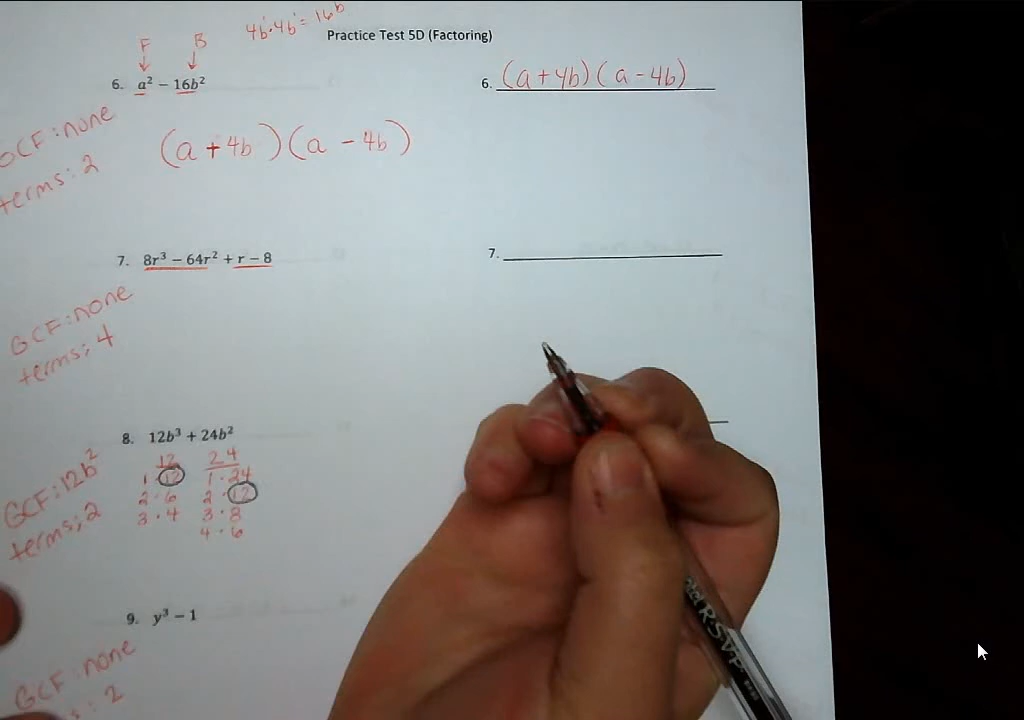 4b·4b = 16b
Practice Test 5D (Factoring)
F B
6. a² − 16b²
6. (a+4b)(a-4b)
GCF: none
terms: 2
(a + 4b)(a - 4b)
7. 8r³ − 64r² + r − 8
7.
GCF: none
terms; 4
8. 12b³ + 24b²
GCF: 12b²
terms; 2
12 24
1 · 12 1 · 24
2 · 6 2 · 12
3 · 4 3 · 8
4 · 6
9. y³ − 1
GCF: none
: 2
RSVP